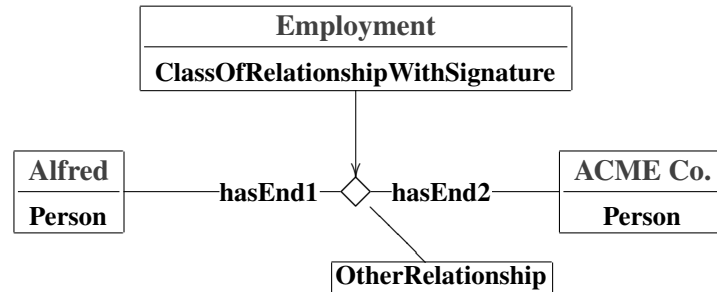 Employment
ClassOfRelationshipWithSignature
Alfred
Person
hasEnd1
hasEnd2
ACME Co.
Person
OtherRelationship